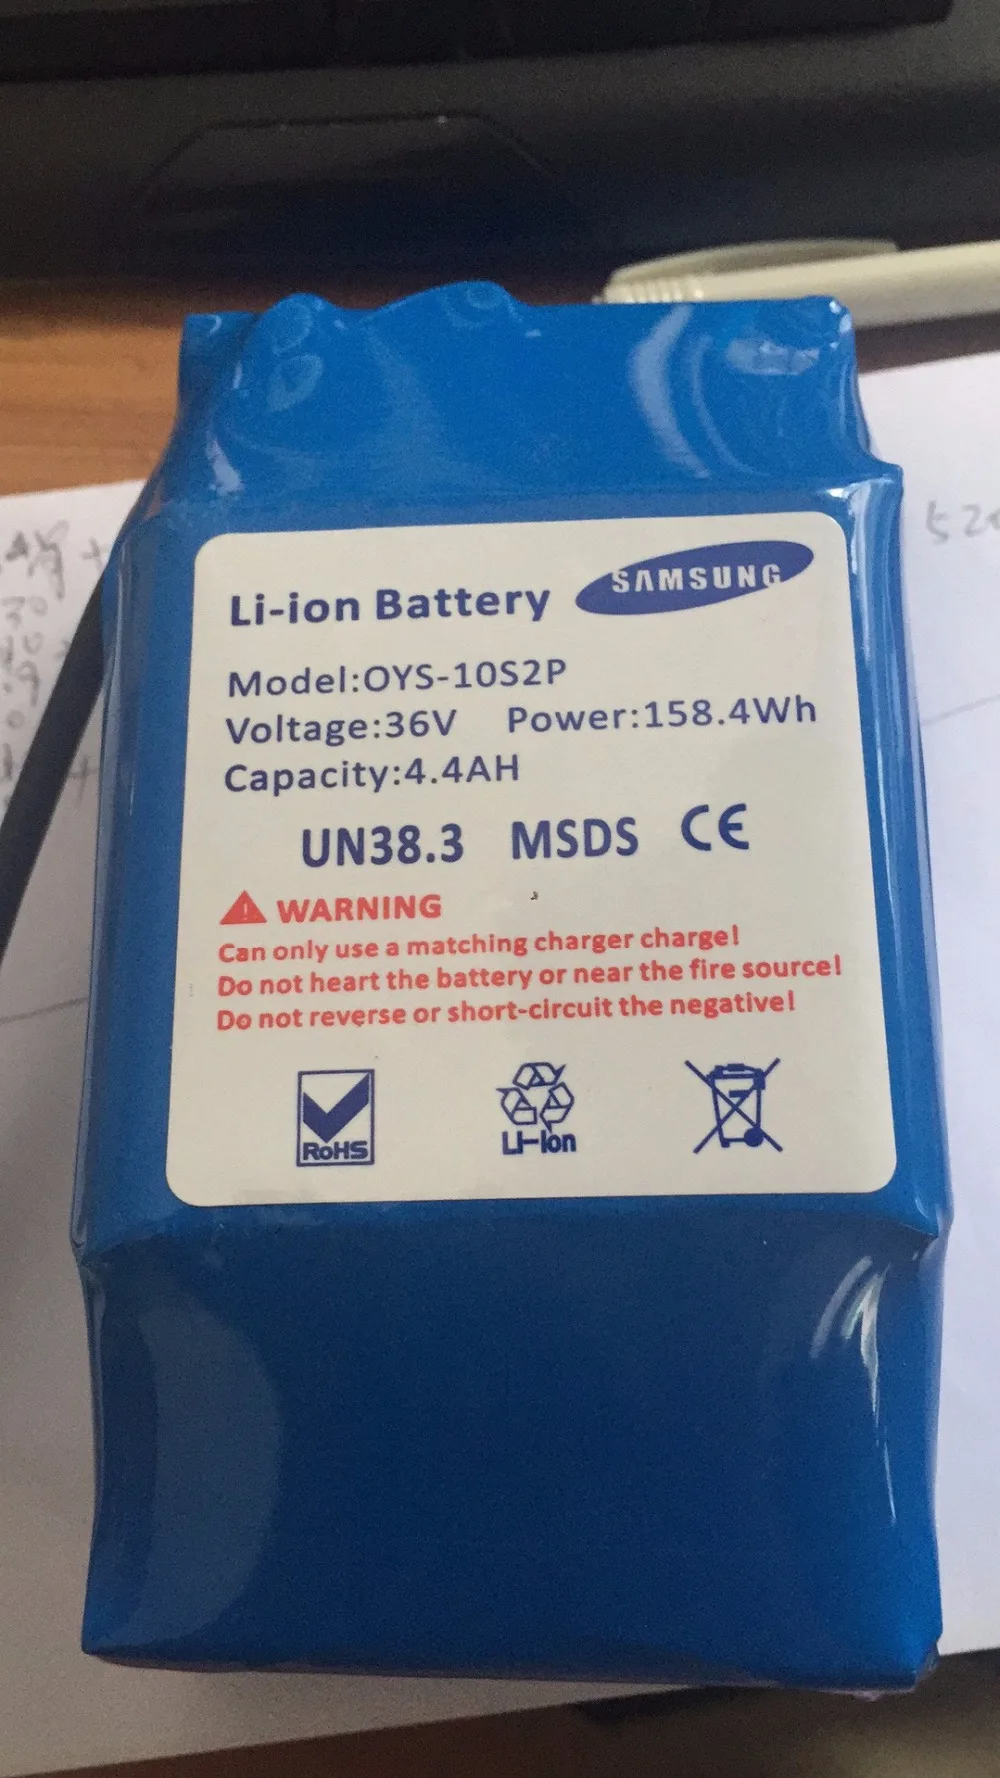 SAMSUNG
Li-ion Battery
Model:OYS-10S2P
Voltage:36V Power:158.4Wh
Capacity:4.4AH
UN38.3 MSDS CE
WARNING
Can only use a matching charger charge!
Do not heart the battery or near the fire source!
Do not reverse or short-circuit the negative!
RoHS
LI-Ion
520
30